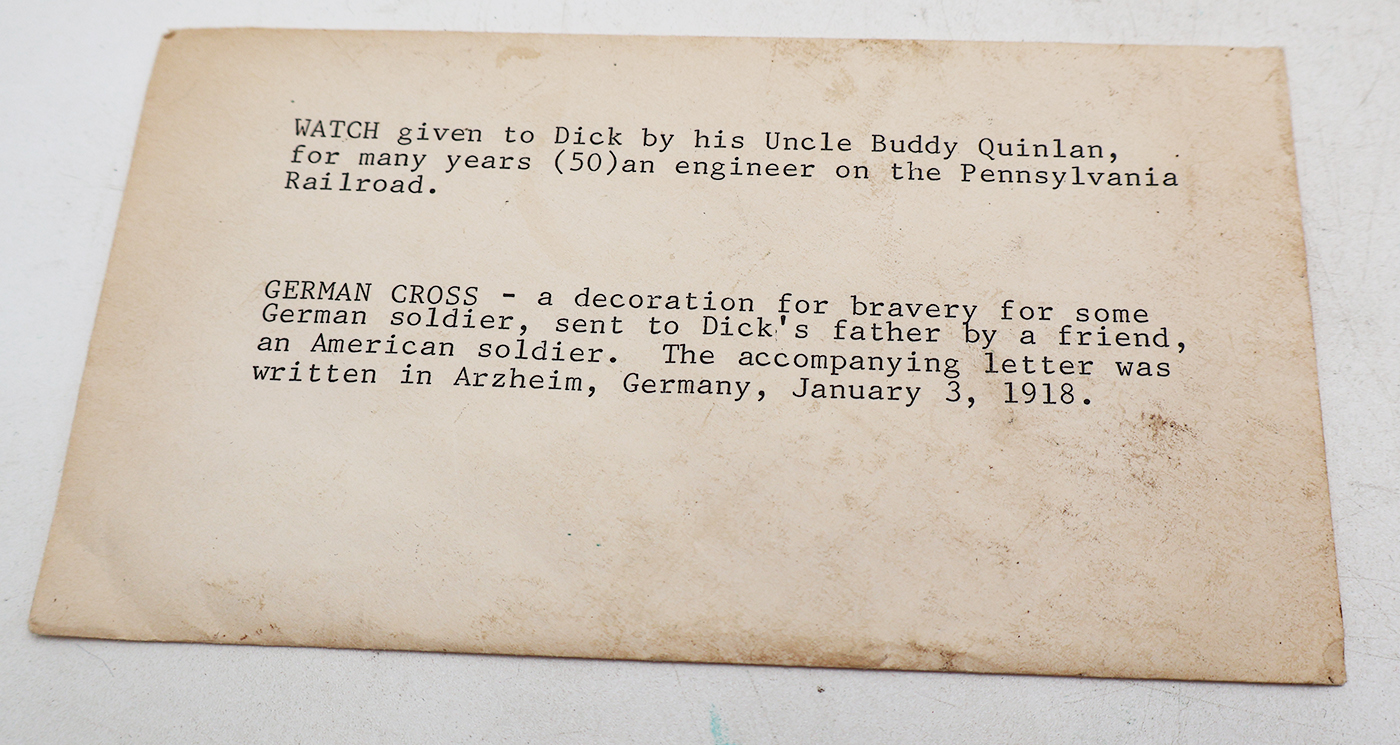 WATCH given to Dick by his Uncle Buddy Quinlan,
for many years (50)an engineer on the Pennsylvania
Railroad.
GERMAN CROSS - a decoration for bravery for some
German soldier, sent to Dick's father by a friend,
an American soldier.  The accompanying letter was
written in Arzheim, Germany, January 3, 1918.